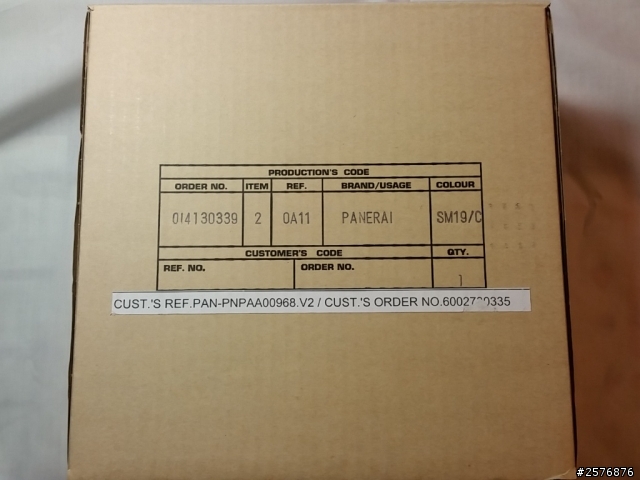 PRODUCTION'S CODE
ORDER NO. ITEM REF. BRAND/USAGE COLOUR
014130339 2 0A11 PANERAI SM19/C
CUSTOMER'S CODE QTY.
REF. NO. ORDER NO. 1
CUST.'S REF.PAN-PNPAA00968.V2 / CUST.'S ORDER
#2576876